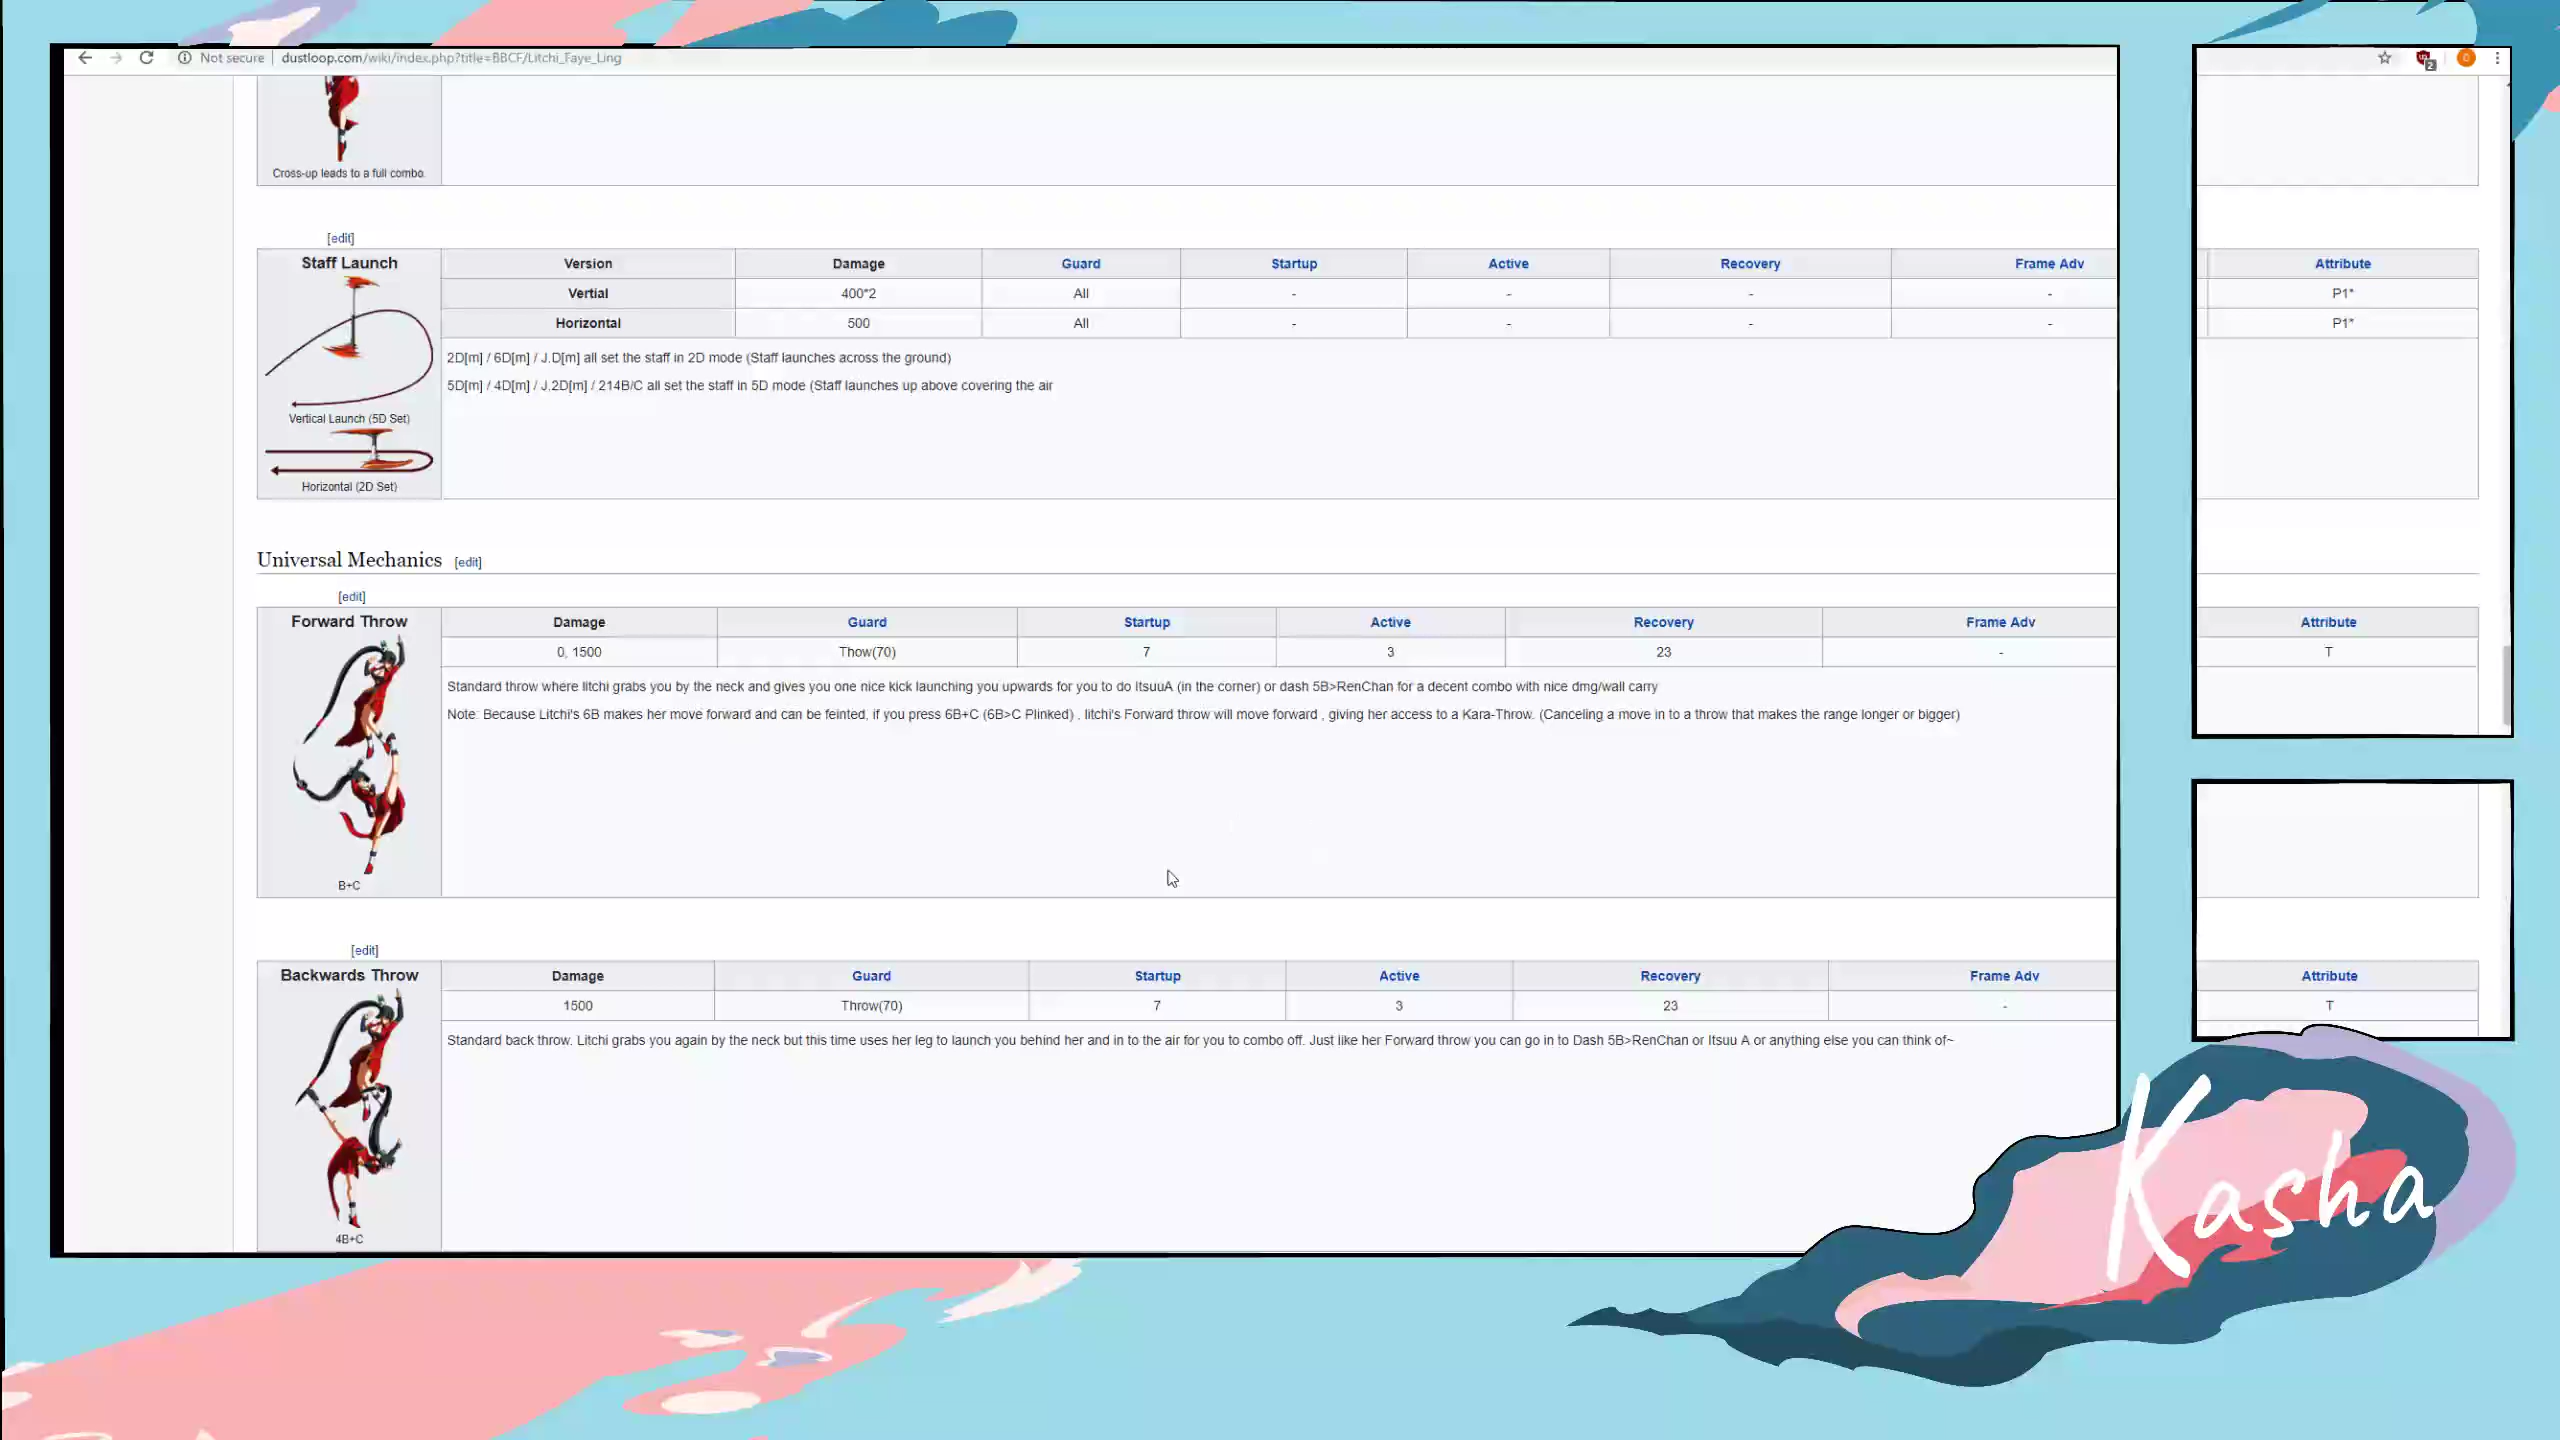 Not secure | dustloop.com/wiki/index.php?title=BBCF/Litchi_Faye_Ling
Cross-up leads to a full combo.
[edit]
Staff Launch Version Damage Guard Startup Active Recovery Frame Adv Attribute
Vertial 400*2 All - - - - P1*
Horizontal 500 All - - - - P1*
2D[m] / 6D[m] / J.D[m] all set the staff in 2D mode (Staff launches across the ground)
5D[m] / 4D[m] / J.2D[m] / 214B/C all set the staff in 5D mode (Staff launches up above covering the air
Vertical Launch (5D Set)
Horizontal (2D Set)
Universal Mechanics [edit]
[edit]
Forward Throw Damage Guard Startup Active Recovery Frame Adv Attribute
0, 1500 Thow(70) 7 3 23 - T
Standard throw where litchi grabs you by the neck and gives you one nice kick launching you upwards for you to do ItsuuA (in the corner) or dash 5B>RenChan for a decent combo with nice dmg/wall carry
Note: Because Litchi's 6B makes her move forward and can be feinted, if you press 6B+C (6B>C Plinked) , litchi's Forward throw will move forward , giving her access to a Kara-Throw. (Canceling a move in to a throw that makes the range longer or bigger)
B+C
[edit]
Backwards Throw Damage Guard Startup Active Recovery Frame Adv Attribute
1500 Throw(70) 7 3 23 - T
Standard back throw. Litchi grabs you again by the neck but this time uses her leg to launch you behind her and in to the air for you to combo off. Just like her Forward throw you can go in to Dash 5B>RenChan or Itsuu A or anything else you can think of~
4B+C
Kasha